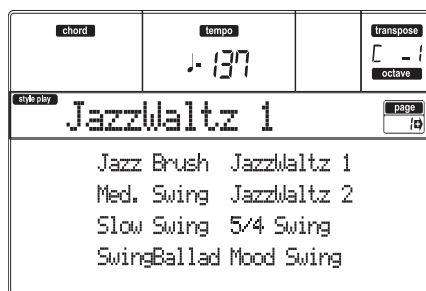 chord tempo transpose
♩- 137 C -1
octave
style play page
JazzWaltz 1 1
Jazz Brush JazzWaltz 1
Med. Swing JazzWaltz 2
Slow Swing 5/4 Swing
SwingBallad Mood Swing